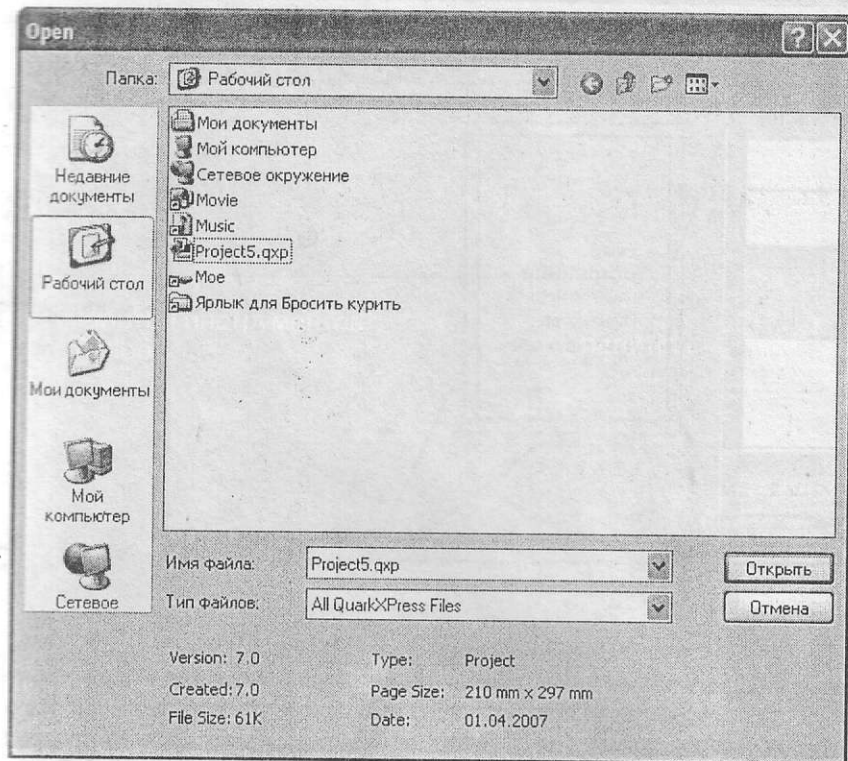 Open
Папка: Рабочий стол
Недавние
документы
Рабочий стол
Мои документы
Мой
компьютер
Сетевое
Мои документы
Мой компьютер
Сетевое окружение
Movie
Music
Project5.qxp
Мое
Ярлык для Бросить курить
Имя файла: Project5.qxp Открыть
Тип файлов: All QuarkXPress Files Отмена
Version: 7.0 Type: Project
Created: 7.0 Page Size: 210 mm x 297 mm
File Size: 61K Date: 01.04.2007